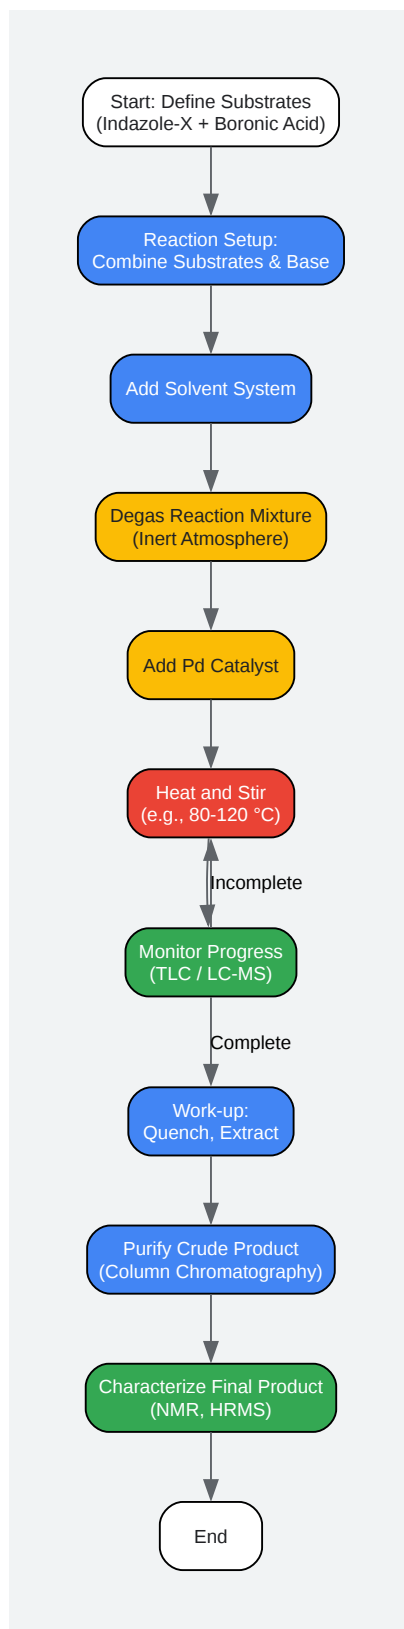 Start: Define Substrates
(Indazole-X + Boronic Acid)
Reaction Setup:
Combine Substrates & Base
Add Solvent System
Degas Reaction Mixture
(Inert Atmosphere)
Add Pd Catalyst
Heat and Stir
(e.g., 80-120 °C)
Incomplete
Monitor Progress
(TLC / LC-MS)
Complete
Work-up:
Quench, Extract
Purify Crude Product
(Column Chromatography)
Characterize Final Product
(NMR, HRMS)
End